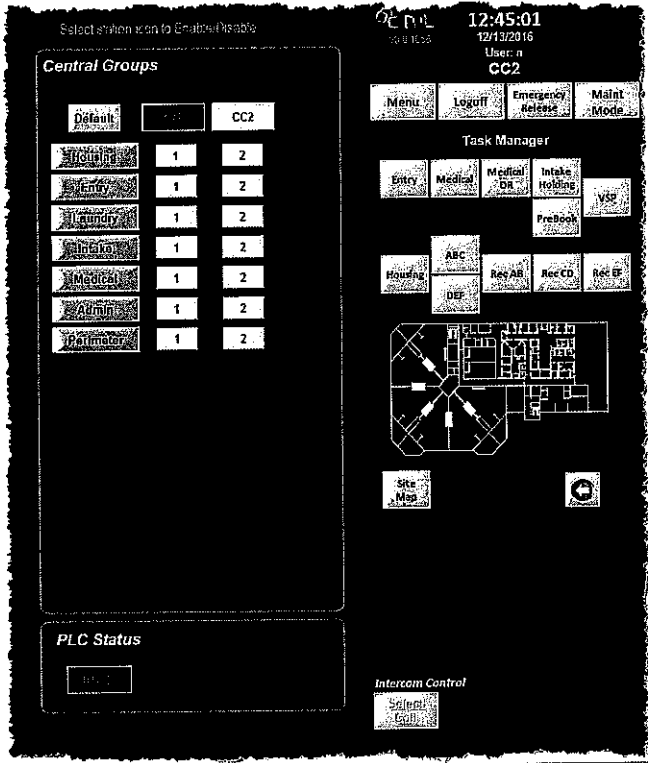 Select station icon to Enable/Disable
Central Groups
Default
CC2
Housing 1 2
Entry 1 2
Laundry 1 2
Intake 1 2
Medical 1 2
Admin 1 2
Perimeter 1 2
PLC Status
12:45:01
12/13/2016
User: n
CC2
Menu
Logoff
Emergency
Release
Maint
Mode
Task Manager
Entry
Medical
Medical
DR
Intake
Holding
VSP
PreBook
Housing
ABC
DEF
Rec AB
Rec CD
Rec EF
Site
Map
Intercom Control
Select
Call